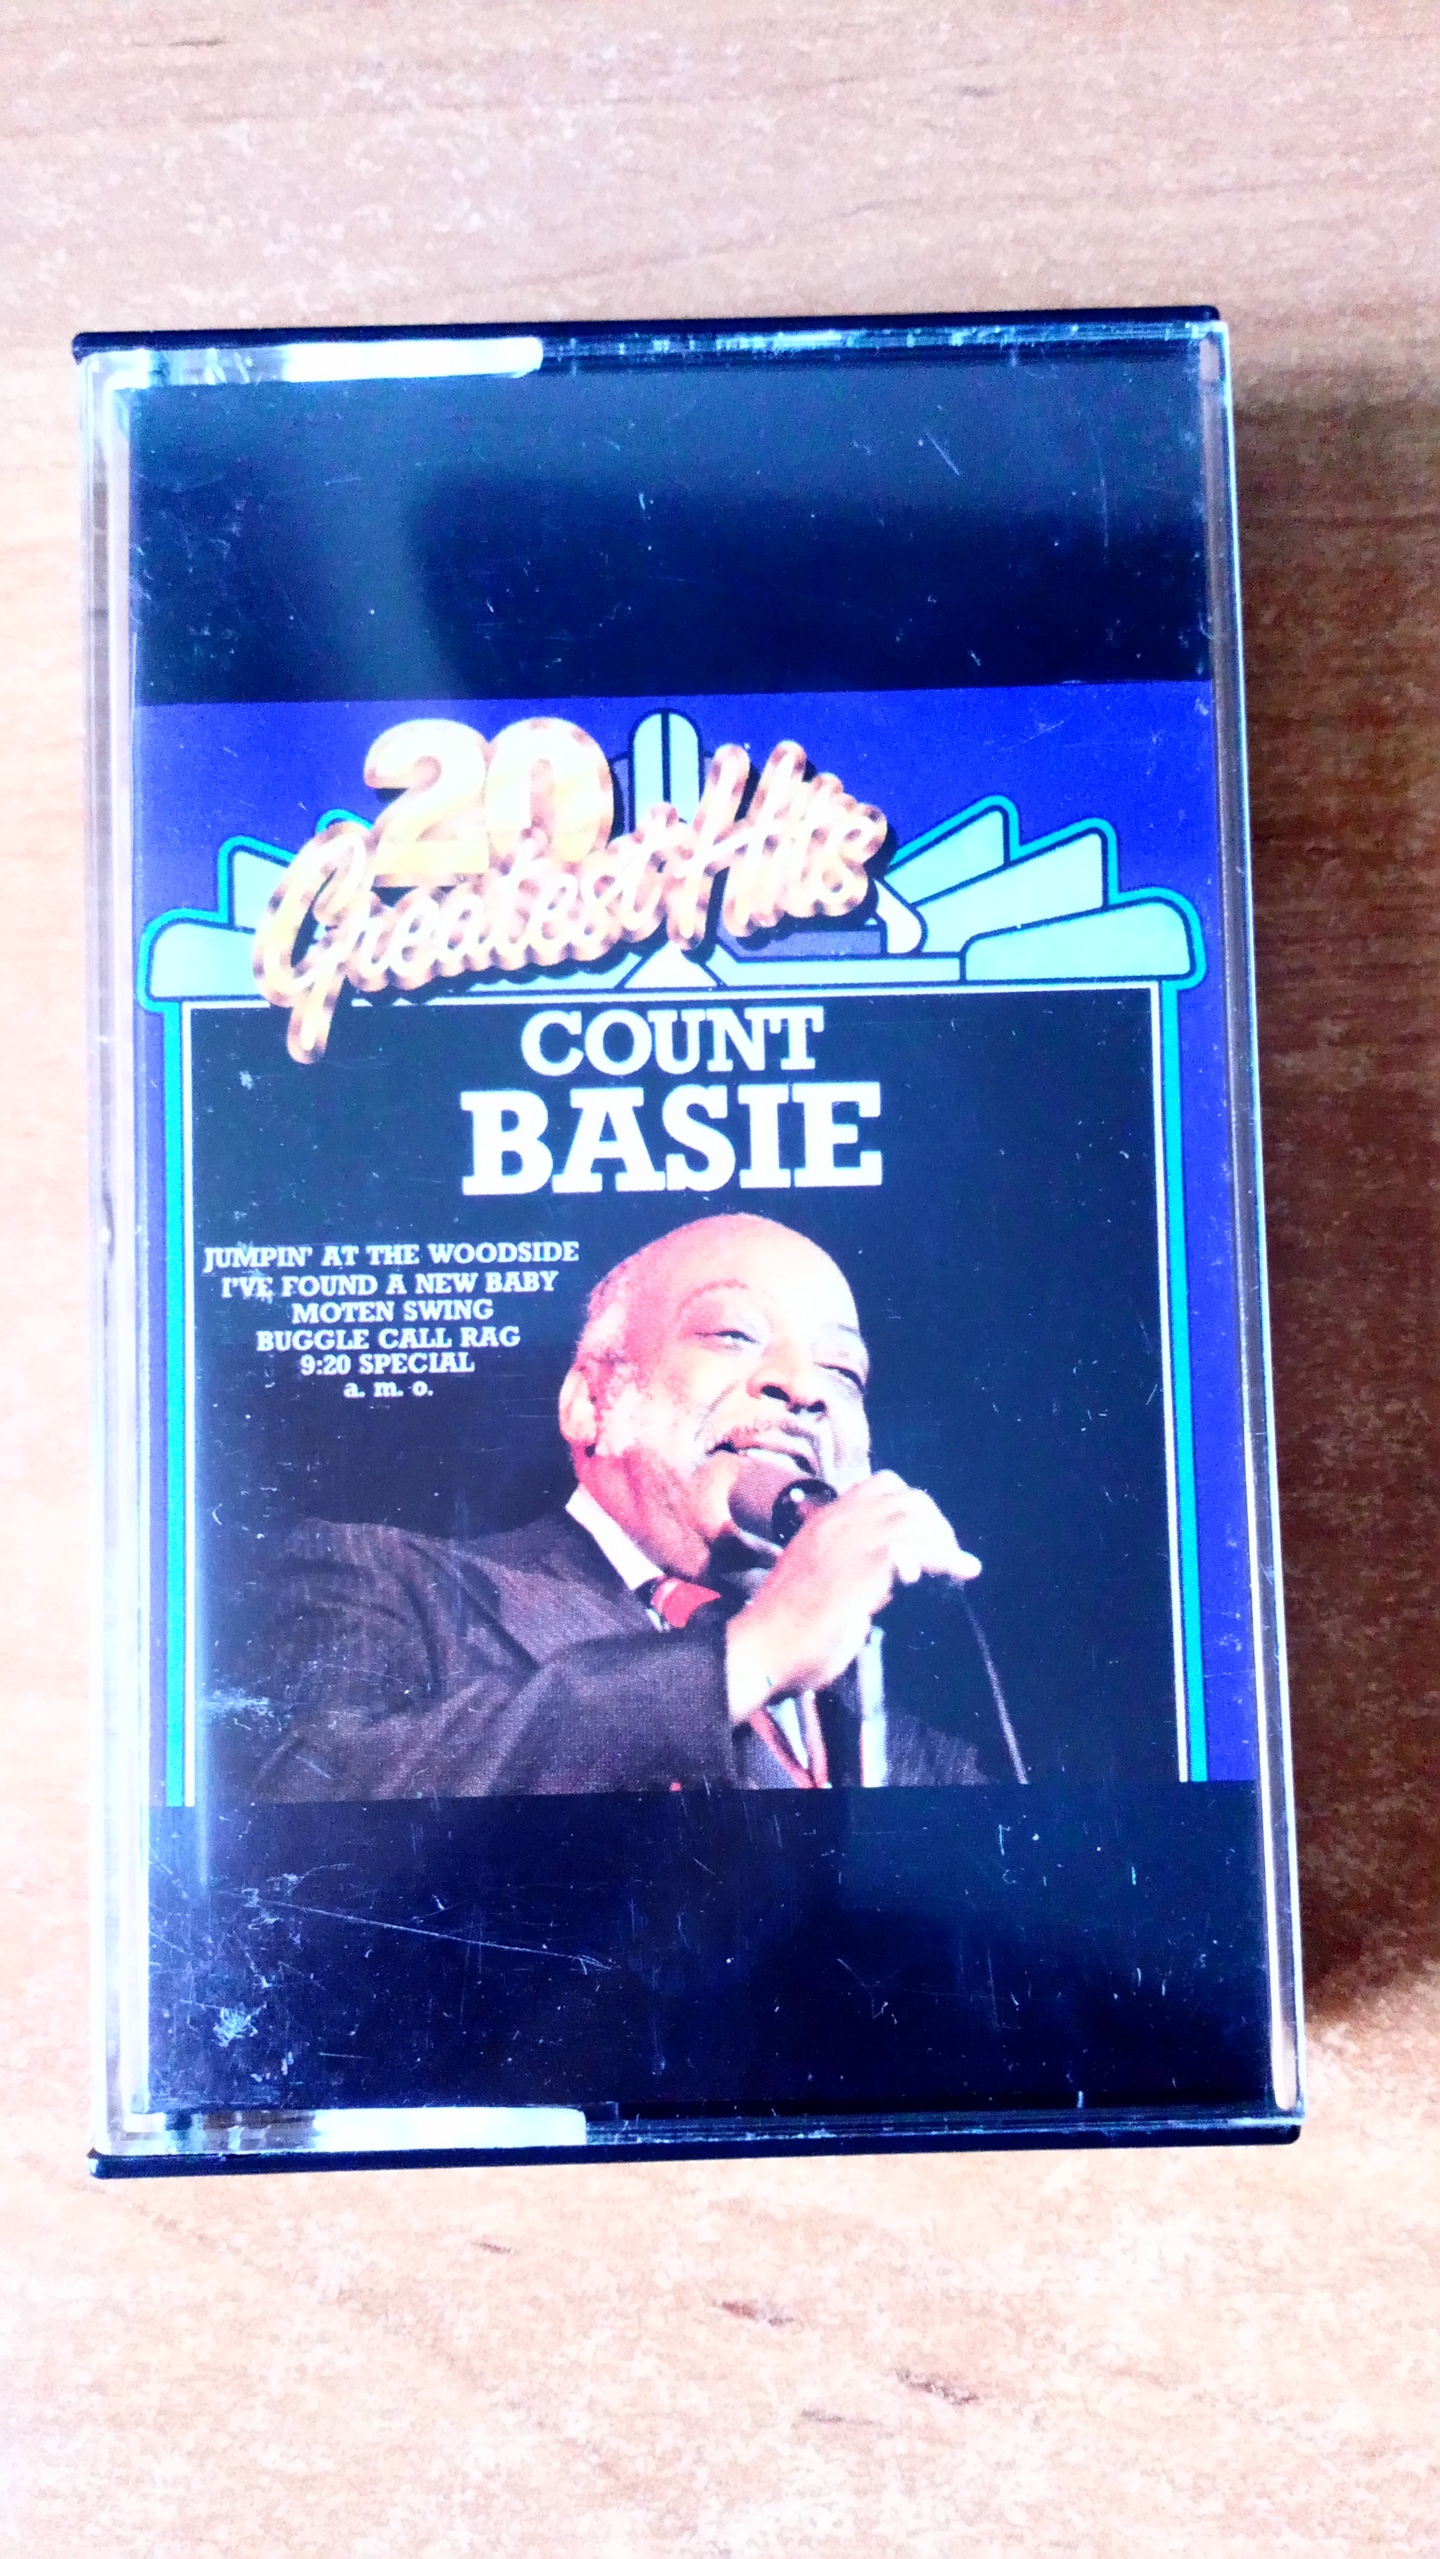 20
Greatest Hits
COUNT
BASIE
JUMPIN' AT THE WOODSIDE
I'VE FOUND A NEW BABY
MOTEN SWING
BUGGLE CALL RAG
9:20 SPECIAL
a. m. o.